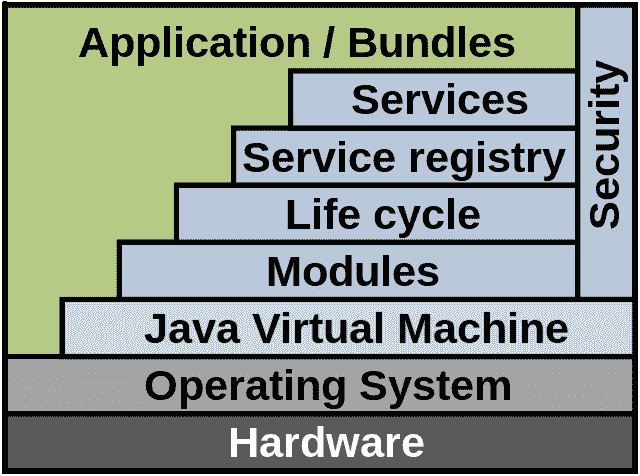 Application / Bundles
Services
Service registry
Life cycle
Modules
Security
Java Virtual Machine
Operating System
Hardware